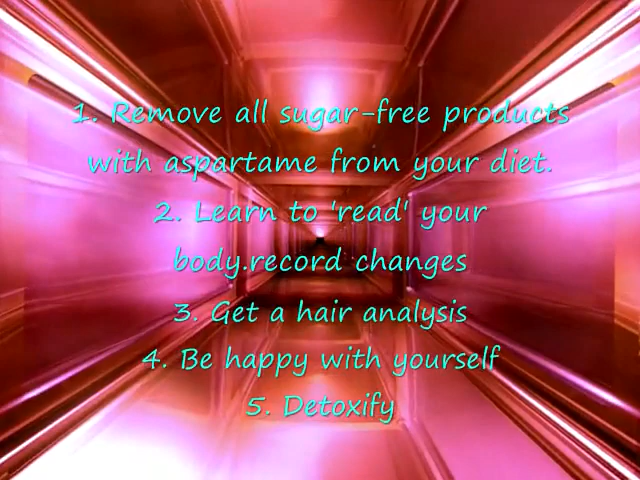 1. Remove all sugar-free products
with aspartame from your diet.
2. Learn to 'read' your
body.record changes
3. Get a hair analysis
4. Be happy with yourself
5. Detoxify